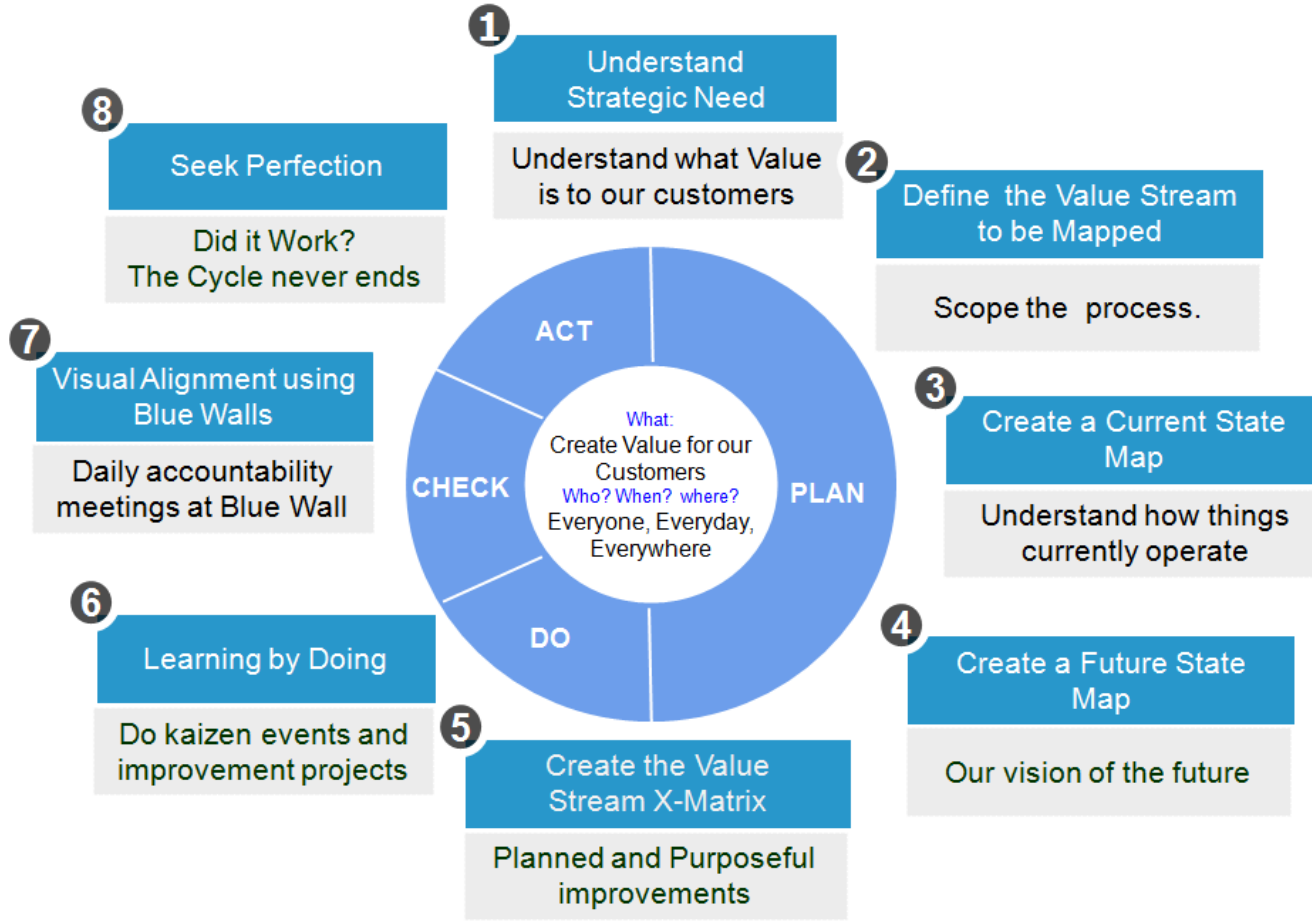 1
Understand
Strategic Need
Understand what Value
is to our customers
2
Define the Value Stream
to be Mapped
Scope the process.
3
Create a Current State
Map
Understand how things
currently operate
4
Create a Future State
Map
Our vision of the future
5
Create the Value
Stream X-Matrix
Planned and Purposeful
improvements
6
Learning by Doing
Do kaizen events and
improvement projects
7
Visual Alignment using
Blue Walls
Daily accountability
meetings at Blue Wall
8
Seek Perfection
Did it Work?
The Cycle never ends
PLAN
DO
CHECK
ACT
What:
Create Value for our
Customers
Who? When? where?
Everyone, Everyday,
Everywhere